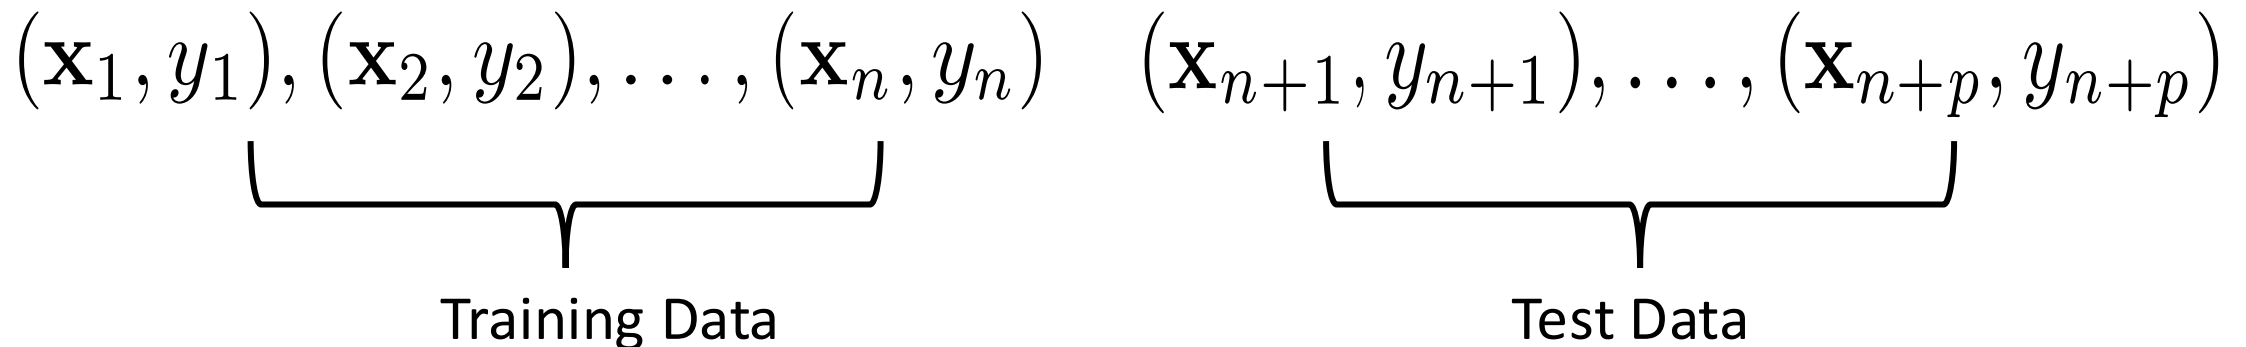 (x₁, y₁), (x₂, y₂), . . . , (xₙ, yₙ) (xₙ₊₁, yₙ₊₁), . . . , (xₙ₊ₚ, yₙ₊ₚ)
Training Data Test Data